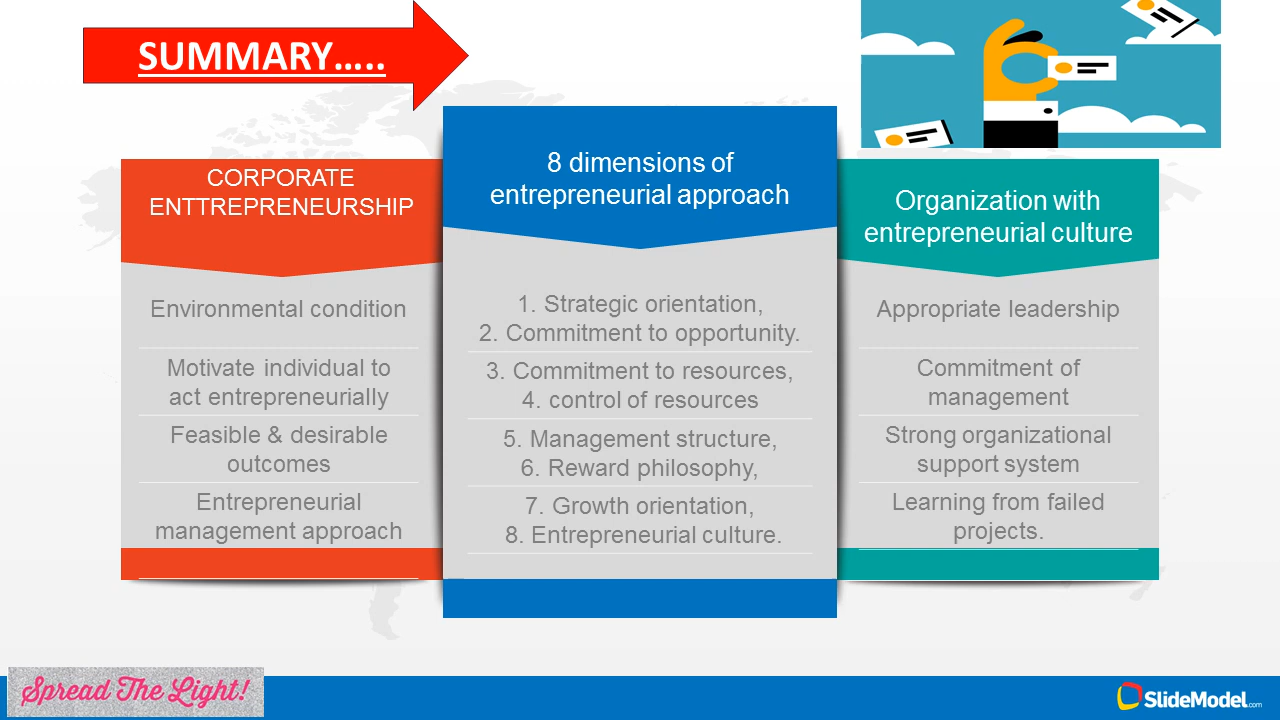 SUMMARY…..
CORPORATE
ENTTREPRENEURSHIP
Environmental condition
Motivate individual to
act entrepreneurially
Feasible & desirable
outcomes
Entrepreneurial
management approach
8 dimensions of
entrepreneurial approach
1. Strategic orientation,
2. Commitment to opportunity.
3. Commitment to resources,
4. control of resources
5. Management structure,
6. Reward philosophy,
7. Growth orientation,
8. Entrepreneurial culture.
Organization with
entrepreneurial culture
Appropriate leadership
Commitment of
management
Strong organizational
support system
Learning from failed
projects.
Spread The Light!
SlideModel.com